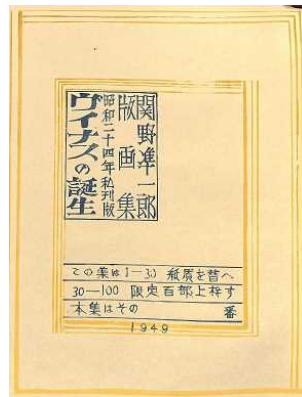 関野凖一郎
版画集
昭和二十四年私刊版
ヴイナスの誕生
この集は1—30 紙質を替へ
30—100 限定百部上梓す
本集はその 番
1949